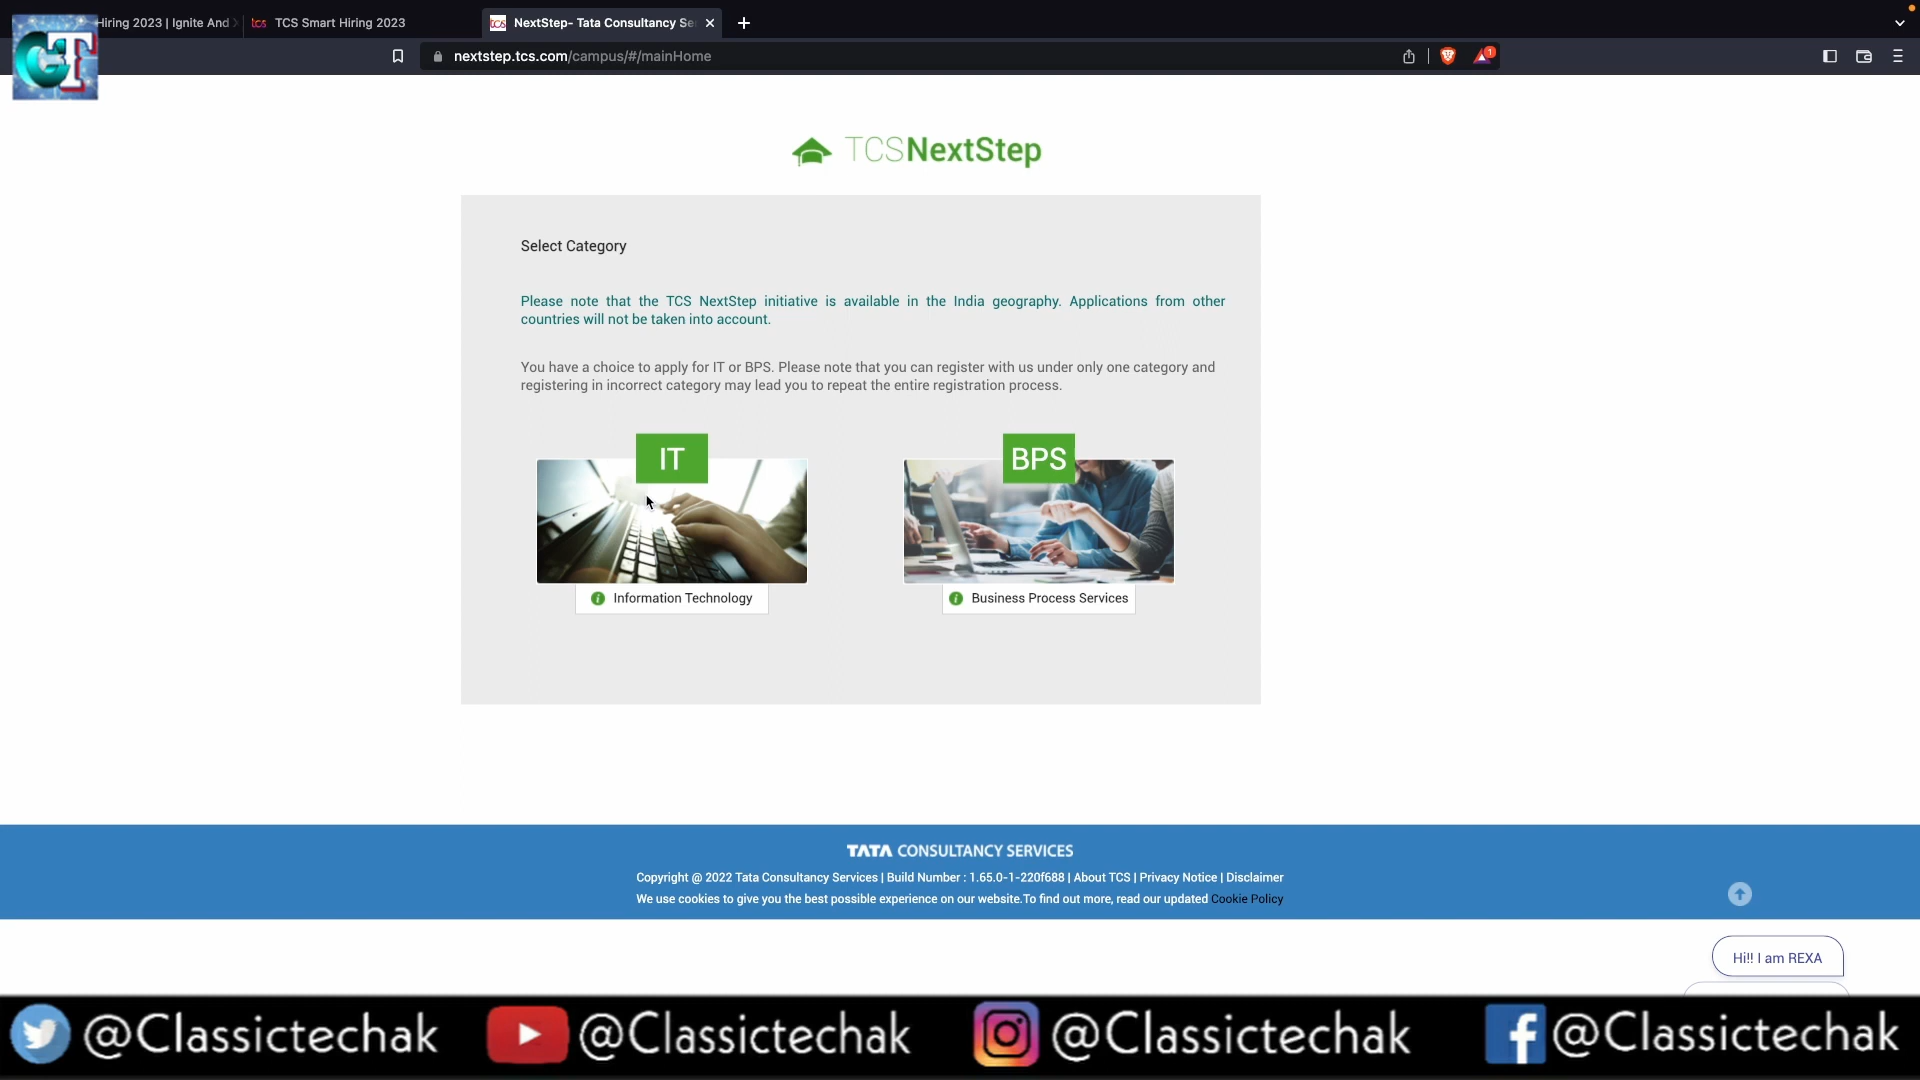 Hiring 2023 | Ignite And
tcs TCS Smart Hiring 2023
tcs NextStep- Tata Consultancy Se
CT
nextstep.tcs.com/campus/#/mainHome
1
TCSNextStep
Select Category
Please note that the TCS NextStep initiative is available in the India geography. Applications from other
countries will not be taken into account.
You have a choice to apply for IT or BPS. Please note that you can register with us under only one category and
registering in incorrect category may lead you to repeat the entire registration process.
IT
BPS
i Information Technology
i Business Process Services
TATA CONSULTANCY SERVICES
Copyright @ 2022 Tata Consultancy Services | Build Number : 1.65.0-1-220f688 | About TCS | Privacy Notice | Disclaimer
We use cookies to give you the best possible experience on our website.To find out more, read our updated Cookie Policy
Hi!! I am REXA
@Classictechak @Classictechak @Classictechak @Classictechak